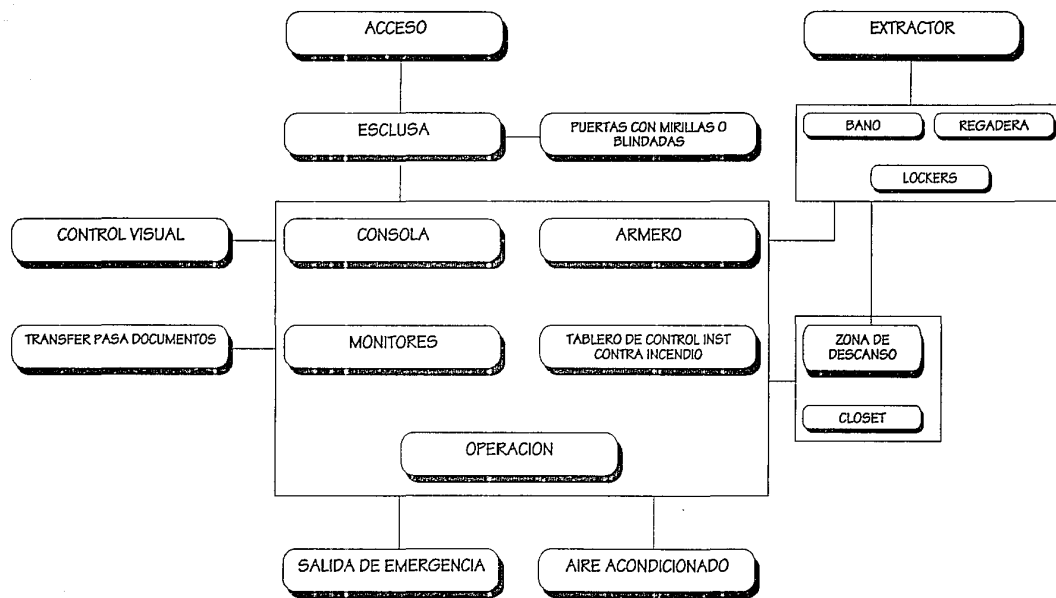 ACCESO
EXTRACTOR
ESCLUSA
PUERTAS CON MIRILLAS O
BLINDADAS
BANO
REGADERA
LOCKERS
CONTROL VISUAL
CONSOLA
ARMERO
TRANSFER PASA DOCUMENTOS
MONITORES
TABLERO DE CONTROL INST
CONTRA INCENDIO
ZONA DE
DESCANSO
CLOSET
OPERACION
SALIDA DE EMERGENCIA
AIRE ACONDICIONADO